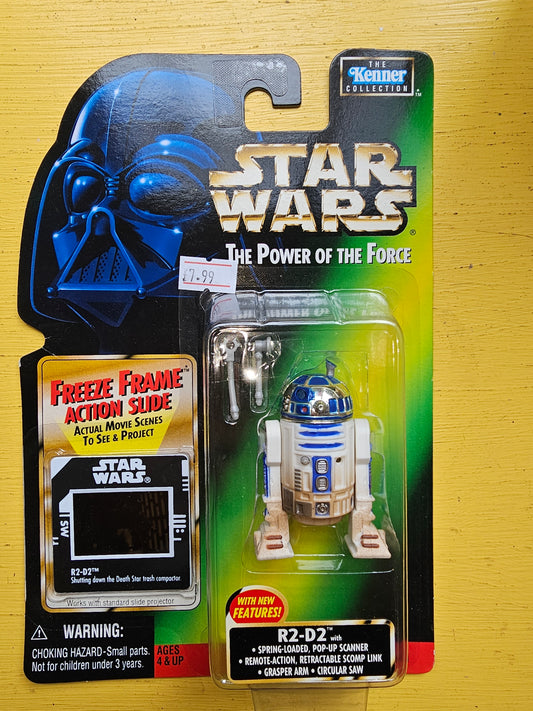 THE
Kenner
COLLECTION™
STAR
WARS®
THE POWER OF THE FORCE
£7.99
FREEZE FRAME™
ACTION SLIDE
ACTUAL MOVIE SCENES
TO SEE & PROJECT
STAR
WARS®
SW
R2-D2™
Shutting down the Death Star trash compactor
Works with standard slide projector
WITH NEW
FEATURES!
R2-D2™ with
• SPRING-LOADED, POP-UP SCANNER
• REMOTE-ACTION, RETRACTABLE SCOMP LINK
• GRASPER ARM • CIRCULAR SAW
WARNING:
CHOKING HAZARD-Small parts.
Not for children under 3 years.
AGES
4 & UP